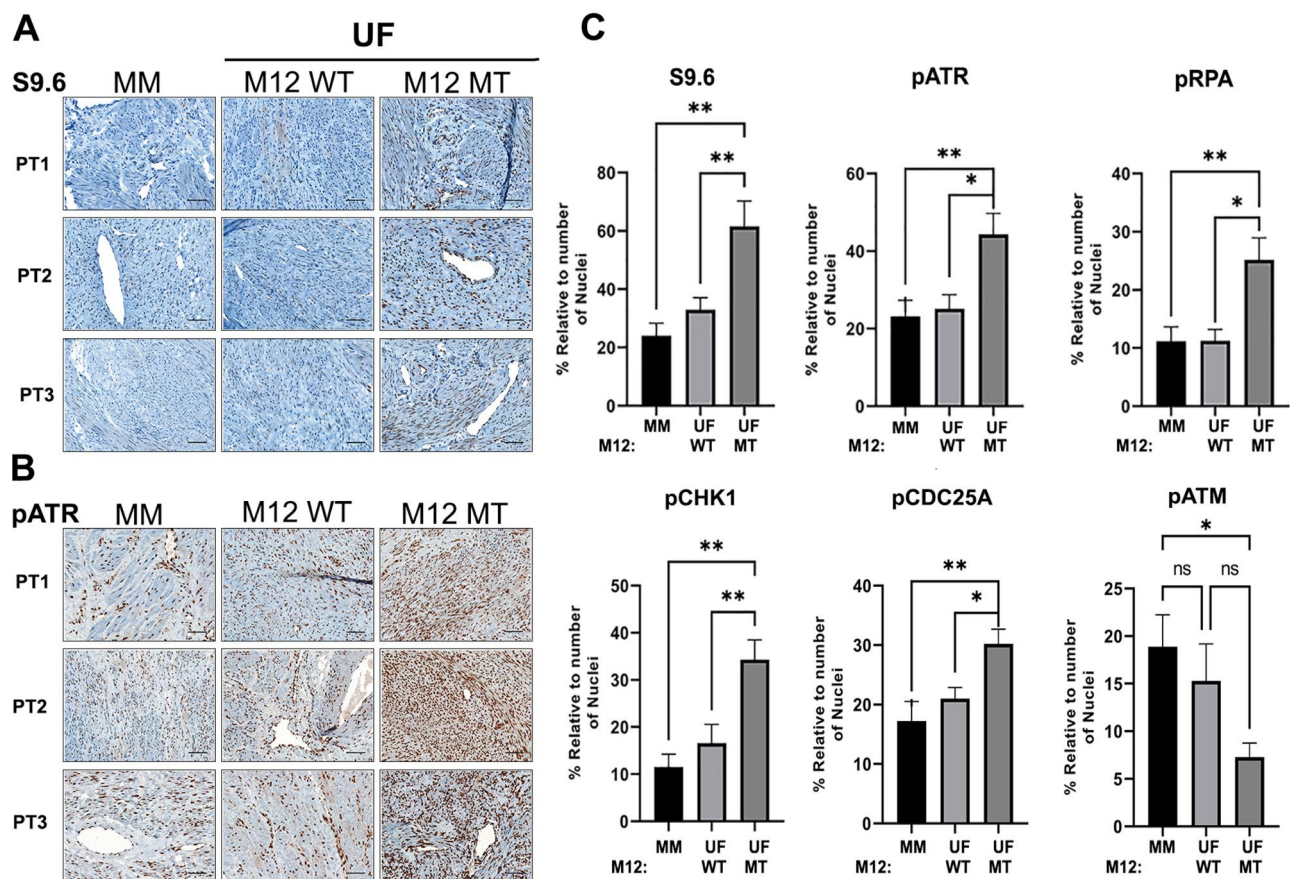 A
UF
S9.6 MM M12 WT M12 MT
PT1
PT2
PT3
B
pATR MM M12 WT M12 MT
PT1
PT2
PT3
C
S9.6
** **
% Relative to number of Nuclei
80
60
40
20
0
MM UF UF
M12: WT MT
pATR
** *
% Relative to number of Nuclei
60
40
20
0
MM UF UF
M12: WT MT
pRPA
** *
% Relative to number of Nuclei
40
30
20
10
0
MM UF UF
M12: WT MT
pCHK1
** **
% Relative to number of Nuclei
50
40
30
20
10
0
MM UF UF
M12: WT MT
pCDC25A
** *
% Relative to number of Nuclei
40
30
20
10
0
MM UF UF
M12: WT MT
pATM
*
ns ns
% Relative to number of Nuclei
25
20
15
10
5
0
MM UF UF
M12: WT MT